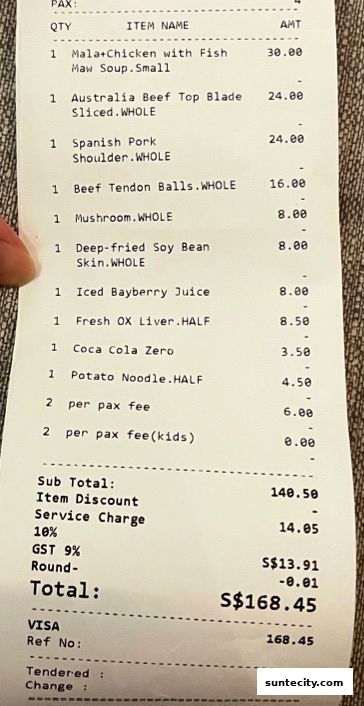 PAX: 4
QTY ITEM NAME AMT
1 Mala+Chicken with Fish 30.00
Maw Soup.Small
-
1 Australia Beef Top Blade 24.00
Sliced.WHOLE
-
1 Spanish Pork 24.00
Shoulder.WHOLE
-
1 Beef Tendon Balls.WHOLE 16.00
-
1 Mushroom.WHOLE 8.00
-
1 Deep-fried Soy Bean 8.00
Skin.WHOLE
-
1 Iced Bayberry Juice 8.00
-
1 Fresh OX Liver.HALF 8.50
-
1 Coca Cola Zero 3.50
-
1 Potato Noodle.HALF 4.50
-
2 per pax fee 6.00
-
2 per pax fee(kids) 0.00
-
Sub Total: 140.50
Item Discount -
Service Charge 14.05
10%
GST 9% S$13.91
Round- -0.01
Total: S$168.45
VISA 168.45
Ref No:
Tendered :
Change :
suntecity.com